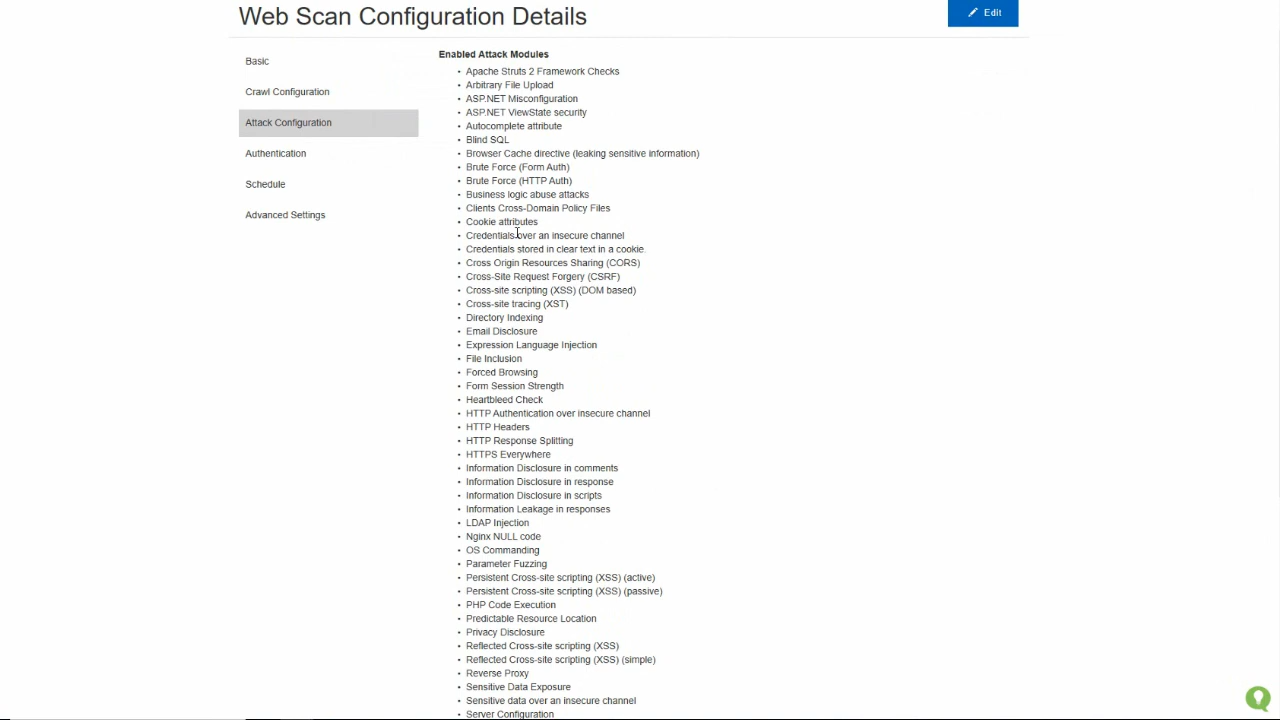 Web Scan Configuration Details
Edit
Basic
Crawl Configuration
Attack Configuration
Authentication
Schedule
Advanced Settings
Enabled Attack Modules
• Apache Struts 2 Framework Checks
• Arbitrary File Upload
• ASP.NET Misconfiguration
• ASP.NET ViewState security
• Autocomplete attribute
• Blind SQL
• Browser Cache directive (leaking sensitive information)
• Brute Force (Form Auth)
• Brute Force (HTTP Auth)
• Business logic abuse attacks
• Clients Cross-Domain Policy Files
• Cookie attributes
• Credentials over an insecure channel
• Credentials stored in clear text in a cookie.
• Cross Origin Resources Sharing (CORS)
• Cross-Site Request Forgery (CSRF)
• Cross-site scripting (XSS) (DOM based)
• Cross-site tracing (XST)
• Directory Indexing
• Email Disclosure
• Expression Language Injection
• File Inclusion
• Forced Browsing
• Form Session Strength
• Heartbleed Check
• HTTP Authentication over insecure channel
• HTTP Headers
• HTTP Response Splitting
• HTTPS Everywhere
• Information Disclosure in comments
• Information Disclosure in response
• Information Disclosure in scripts
• Information Leakage in responses
• LDAP Injection
• Nginx NULL code
• OS Commanding
• Parameter Fuzzing
• Persistent Cross-site scripting (XSS) (active)
• Persistent Cross-site scripting (XSS) (passive)
• PHP Code Execution
• Predictable Resource Location
• Privacy Disclosure
• Reflected Cross-site scripting (XSS)
• Reflected Cross-site scripting (XSS) (simple)
• Reverse Proxy
• Sensitive Data Exposure
• Sensitive data over an insecure channel
• Server Configuration